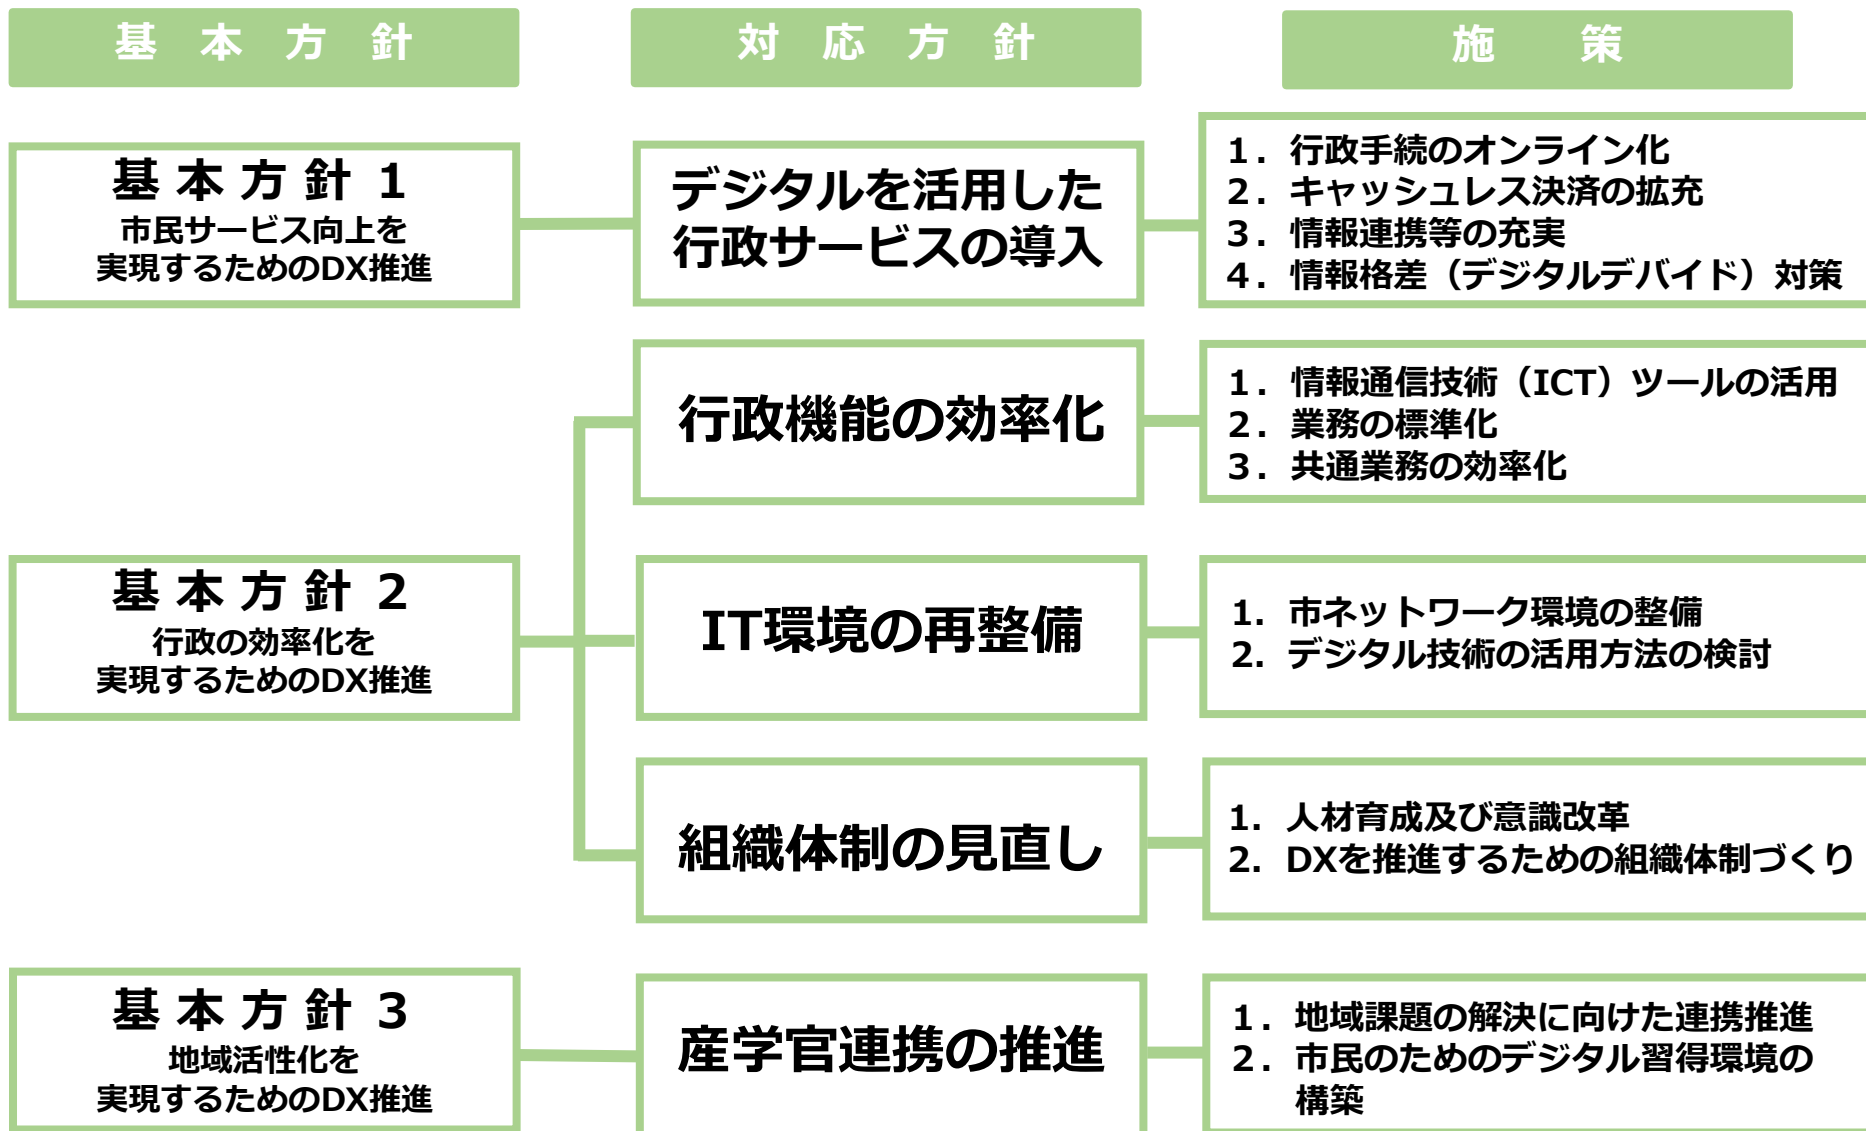 基本方針
対応方針
施策
基本方針 1
市民サービス向上を
実現するためのDX推進
デジタルを活用した
行政サービスの導入
1. 行政手続のオンライン化
2. キャッシュレス決済の拡充
3. 情報連携等の充実
4. 情報格差（デジタルデバイド）対策
行政機能の効率化
1. 情報通信技術（ICT）ツールの活用
2. 業務の標準化
3. 共通業務の効率化
基本方針 2
行政の効率化を
実現するためのDX推進
IT環境の再整備
1. 市ネットワーク環境の整備
2. デジタル技術の活用方法の検討
組織体制の見直し
1. 人材育成及び意識改革
2. DXを推進するための組織体制づくり
基本方針 3
地域活性化を
実現するためのDX推進
産学官連携の推進
1. 地域課題の解決に向けた連携推進
2. 市民のためのデジタル習得環境の
構築